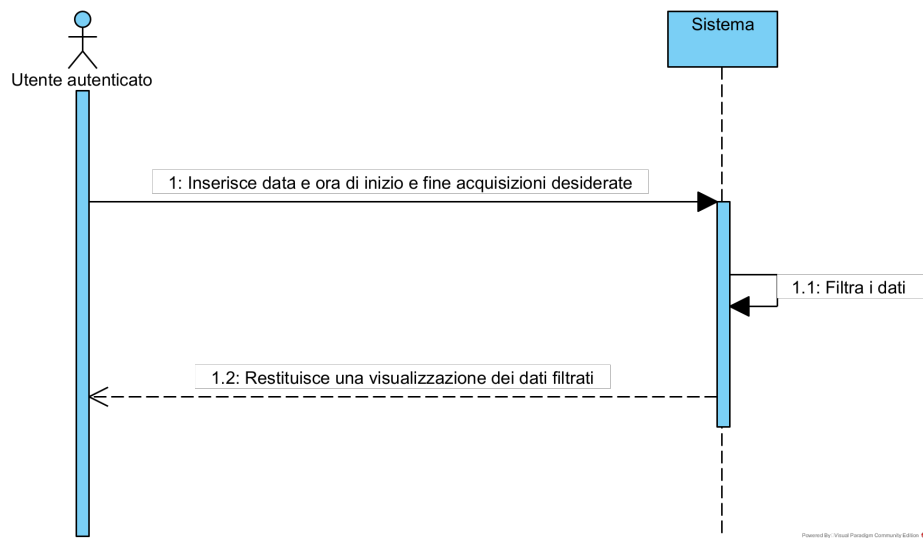 Sistema
Utente autenticato
1: Inserisce data e ora di inizio e fine acquisizioni desiderate
1.1: Filtra i dati
1.2: Restituisce una visualizzazione dei dati filtrati
Powered By: Visual Paradigm Community Edition